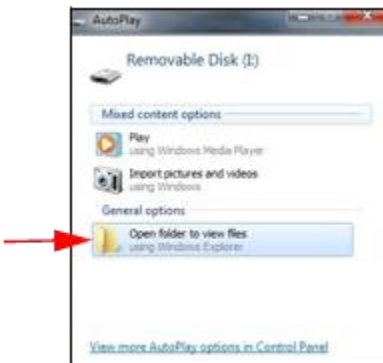 AutoPlay
Removable Disk (I:)
Mixed content options
Play
using Windows Media Player
Import pictures and videos
using Windows
General options
Open folder to view files
using Windows Explorer
View more AutoPlay options in Control Panel